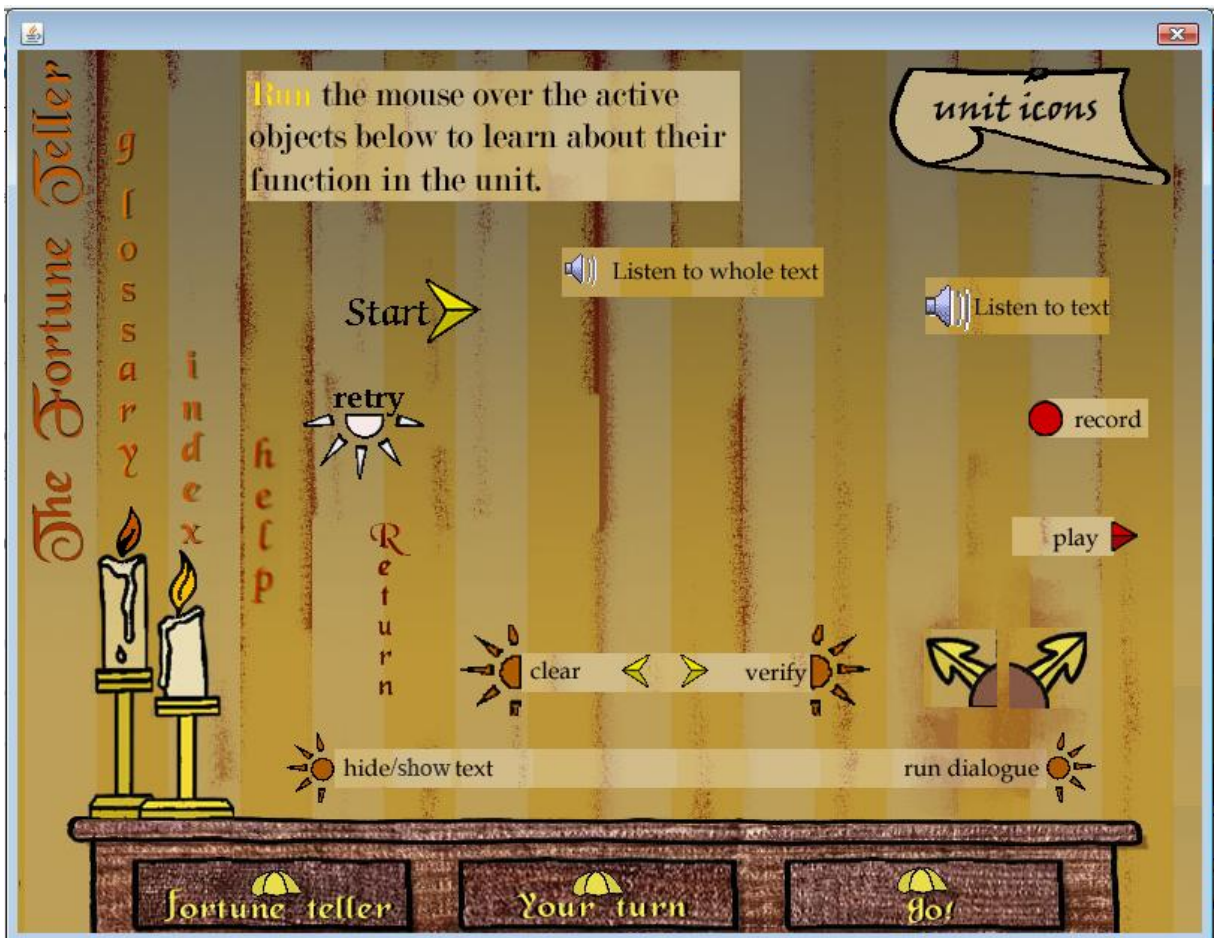 The Fortune Teller
glossary
index
help
Run the mouse over the active
objects below to learn about their
function in the unit.
unit icons
Listen to whole text
Start
Listen to text
retry
record
Return
play
clear
verify
hide/show text
run dialogue
fortune teller
Your turn
go!